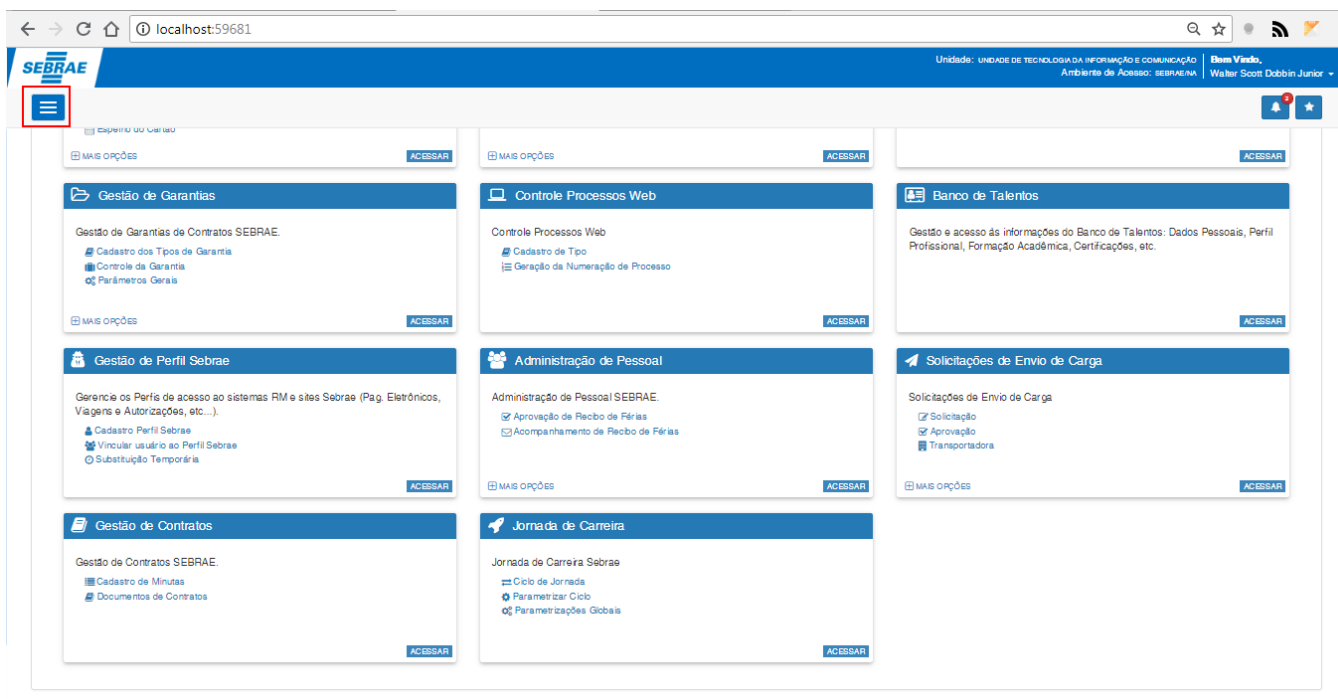 localhost:59681
SEBRAE
Unidade: UNIDADE DE TECNOLOGIA DA INFORMAÇÃO E COMUNICAÇÃO
Ambiente de Acesso: SEBRAE/NA
Bem Vindo,
Walter Scott Dobbin Junior
2
Espelho do Cartão
MAIS OPÇÕES ACESSAR
MAIS OPÇÕES ACESSAR
ACESSAR
Gestão de Garantias
Gestão de Garantias de Contratos SEBRAE.
Cadastro dos Tipos de Garantia
Controle da Garantia
Parâmetros Gerais
MAIS OPÇÕES ACESSAR
Controle Processos Web
Controle Processos Web
Cadastro de Tipo
Geração da Numeração de Processo
ACESSAR
Banco de Talentos
Gestão e acesso ás informações do Banco de Talentos: Dados Pessoais, Perfil
Profissional, Formação Acadêmica, Certificações, etc.
ACESSAR
Gestão de Perfil Sebrae
Gerencie os Perfis de acesso ao sistemas RM e sites Sebrae (Pag. Eletrônicos,
Viagens e Autorizações, etc...).
Cadastro Perfil Sebrae
Vincular usuário ao Perfil Sebrae
Substituição Temporária
ACESSAR
Administração de Pessoal
Administração de Pessoal SEBRAE.
Aprovação de Recibo de Férias
Acompanhamento de Recibo de Férias
MAIS OPÇÕES ACESSAR
Solicitações de Envio de Carga
Solicitações de Envio de Carga
Solicitação
Aprovação
Transportadora
MAIS OPÇÕES ACESSAR
Gestão de Contratos
Gestão de Contratos SEBRAE.
Cadastro de Minutas
Documentos de Contratos
ACESSAR
Jornada de Carreira
Jornada de Carreira Sebrae
Ciclo de Jornada
Parametrizar Ciclo
Parametrizações Globais
ACESSAR